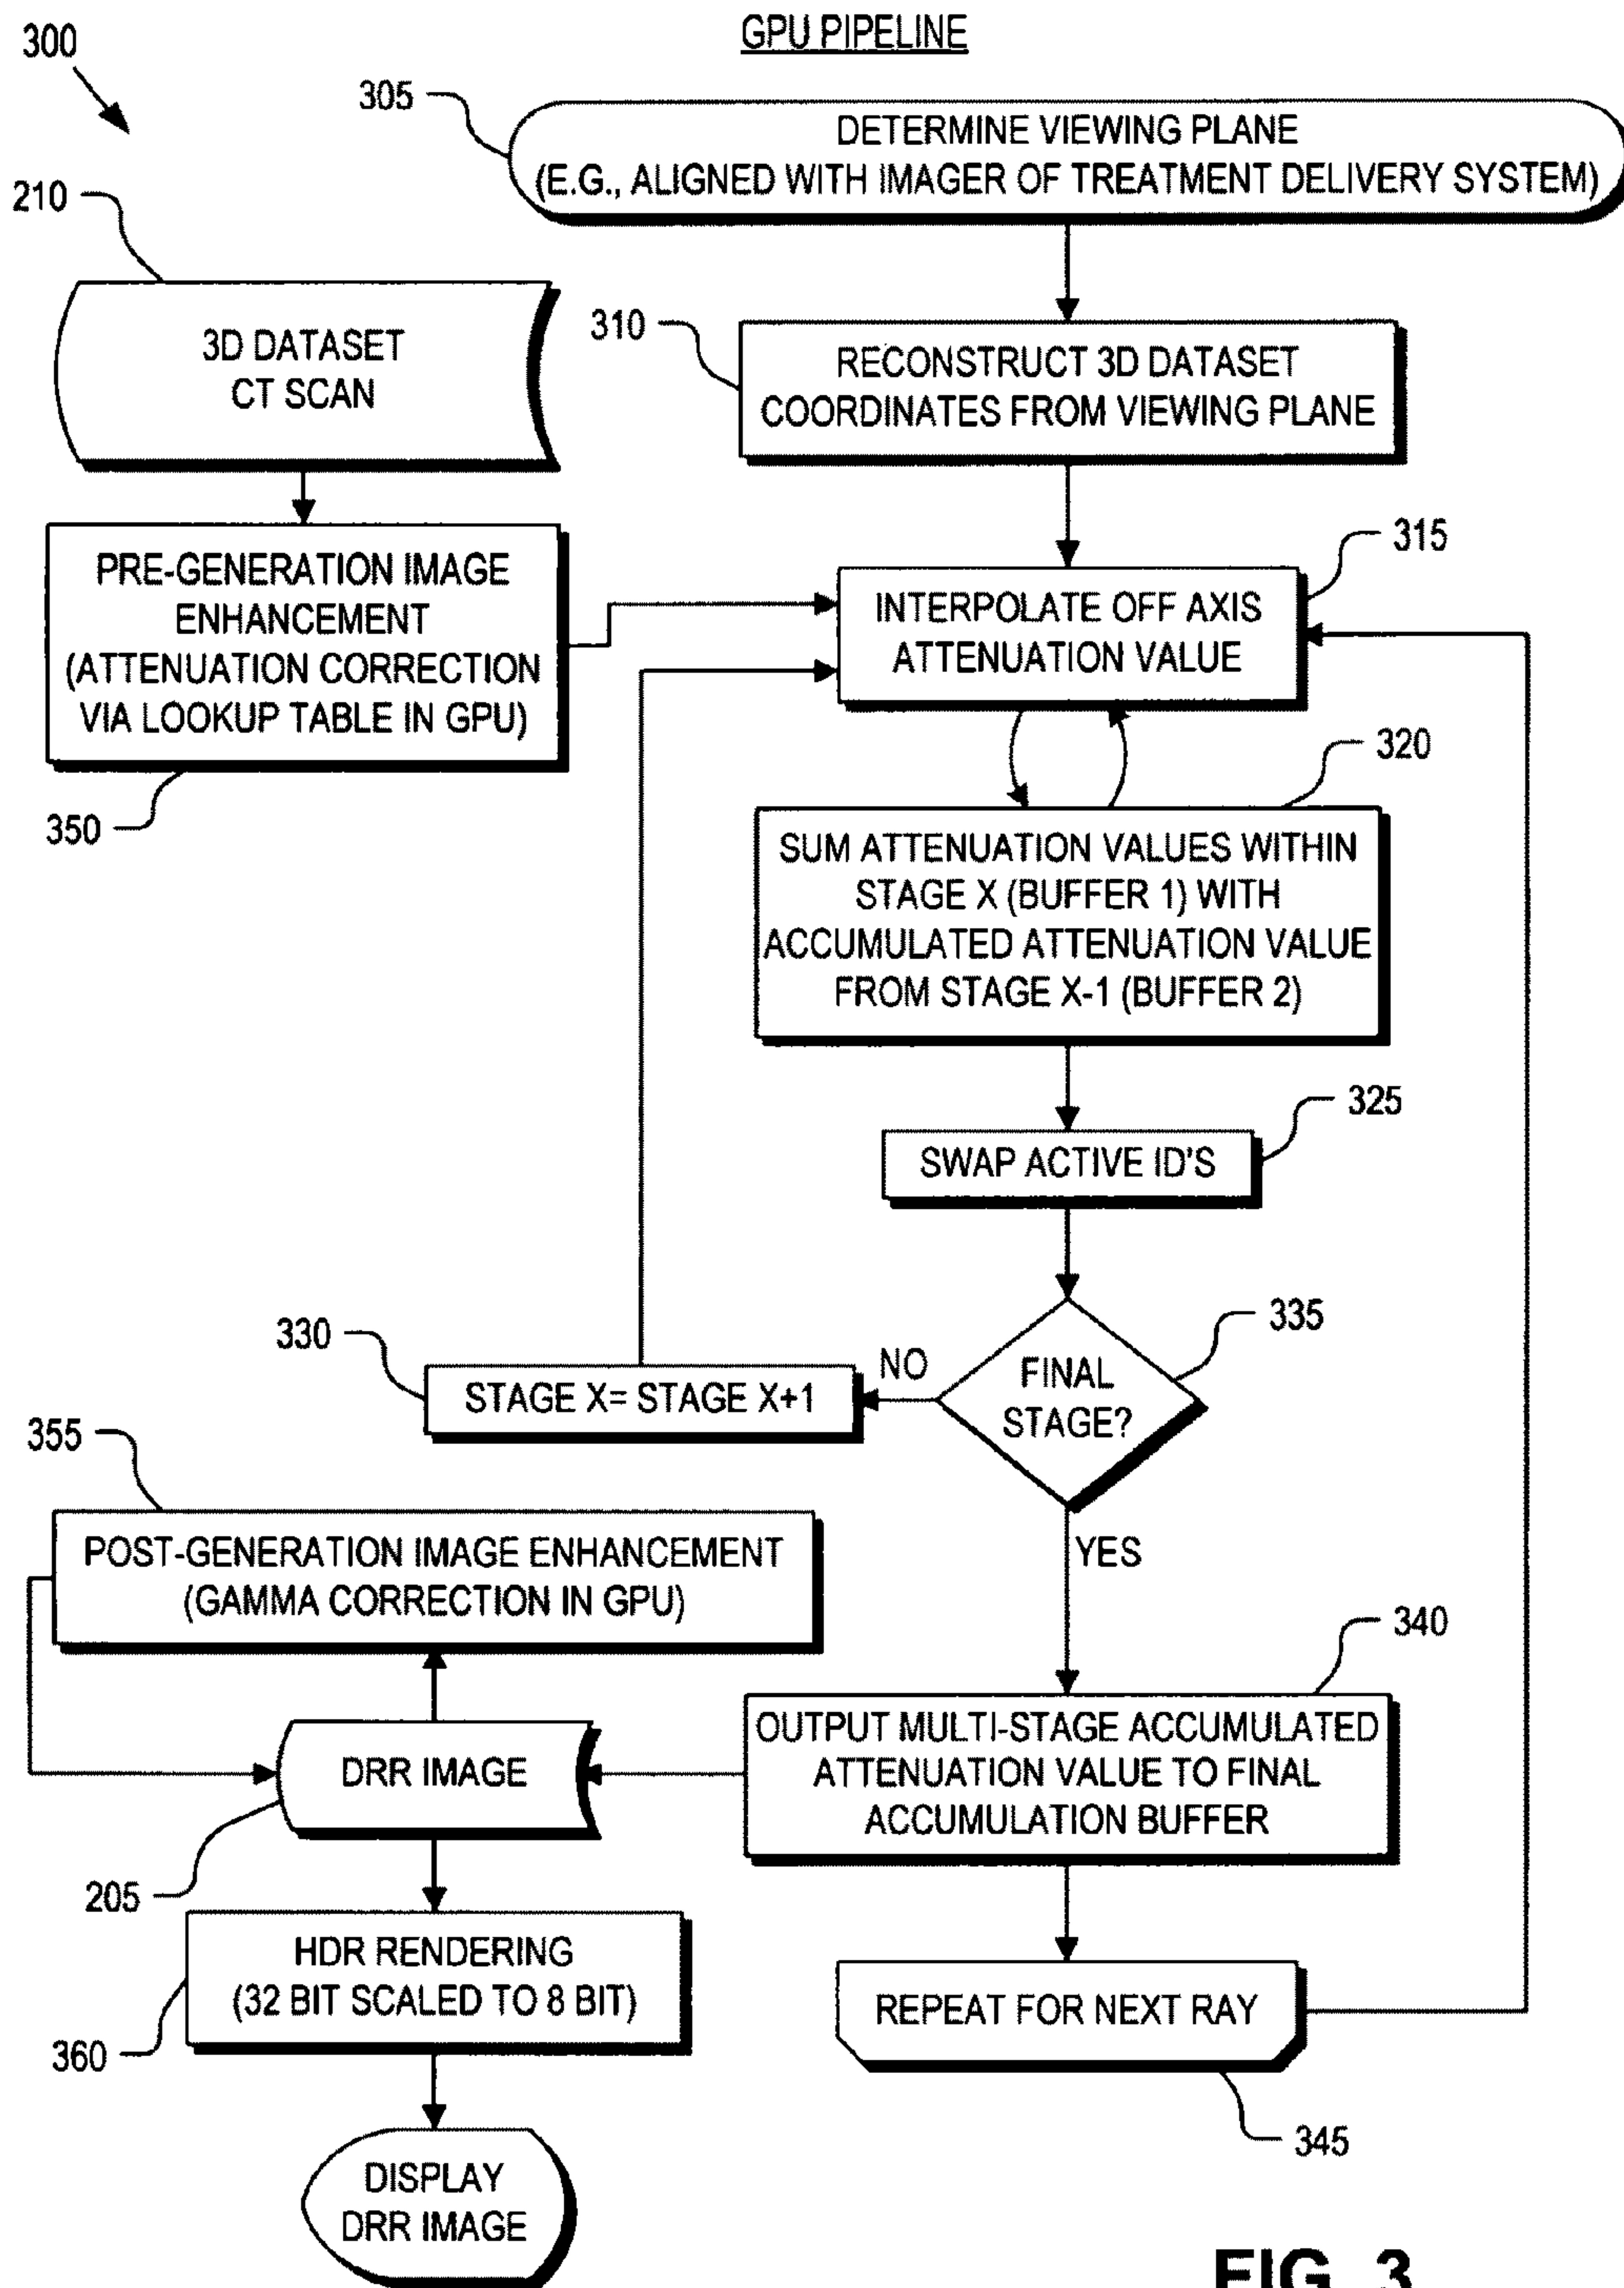 GPU PIPELINE
300
305
DETERMINE VIEWING PLANE
(E.G., ALIGNED WITH IMAGER OF TREATMENT DELIVERY SYSTEM)
210
3D DATASET
CT SCAN
310
RECONSTRUCT 3D DATASET
COORDINATES FROM VIEWING PLANE
PRE-GENERATION IMAGE
ENHANCEMENT
(ATTENUATION CORRECTION
VIA LOOKUP TABLE IN GPU)
350
315
INTERPOLATE OFF AXIS
ATTENUATION VALUE
320
SUM ATTENUATION VALUES WITHIN
STAGE X (BUFFER 1) WITH
ACCUMULATED ATTENUATION VALUE
FROM STAGE X-1 (BUFFER 2)
325
SWAP ACTIVE ID'S
335
FINAL
STAGE?
NO
330
STAGE X= STAGE X+1
YES
355
POST-GENERATION IMAGE ENHANCEMENT
(GAMMA CORRECTION IN GPU)
340
OUTPUT MULTI-STAGE ACCUMULATED
ATTENUATION VALUE TO FINAL
ACCUMULATION BUFFER
DRR IMAGE
205
HDR RENDERING
(32 BIT SCALED TO 8 BIT)
360
REPEAT FOR NEXT RAY
345
DISPLAY
DRR IMAGE
FIG. 3